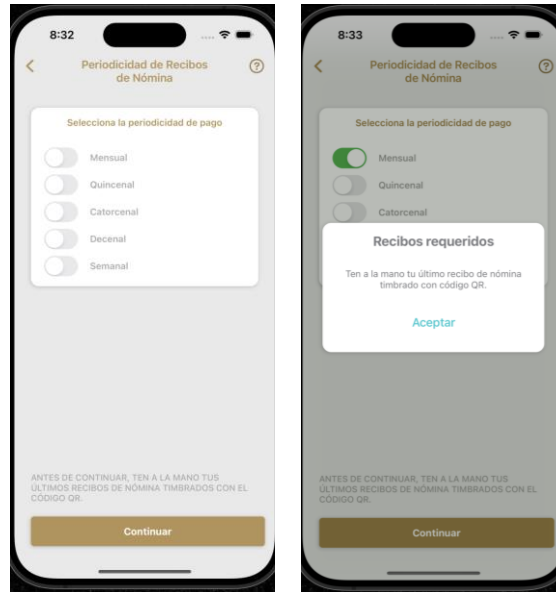 8:32
Periodicidad de Recibos
de Nómina
Selecciona la periodicidad de pago
Mensual
Quincenal
Catorcenal
Decenal
Semanal
ANTES DE CONTINUAR, TEN A LA MANO TUS
ÚLTIMOS RECIBOS DE NÓMINA TIMBRADOS CON EL
CÓDIGO QR.
Continuar
8:33
Periodicidad de Recibos
de Nómina
Selecciona la periodicidad de pago
Mensual
Quincenal
Catorcenal
Recibos requeridos
Ten a la mano tu último recibo de nómina
timbrado con código QR.
Aceptar
ANTES DE CONTINUAR, TEN A LA MANO TUS
ÚLTIMOS RECIBOS DE NÓMINA TIMBRADOS CON EL
CÓDIGO QR.
Continuar